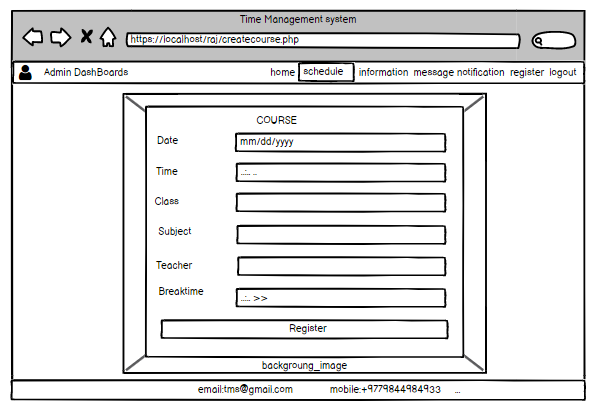 Time Management system
https://localhost/raj/createcourse.php
Admin DashBoards home schedule information message notification register logout
COURSE
Date mm/dd/yyyy
Time ..:.. ..
Class
Subject
Teacher
Breaktime ..:.. >>
Register
backgroung_image
email:tms@gmail.com mobile:+9779844984933 ...